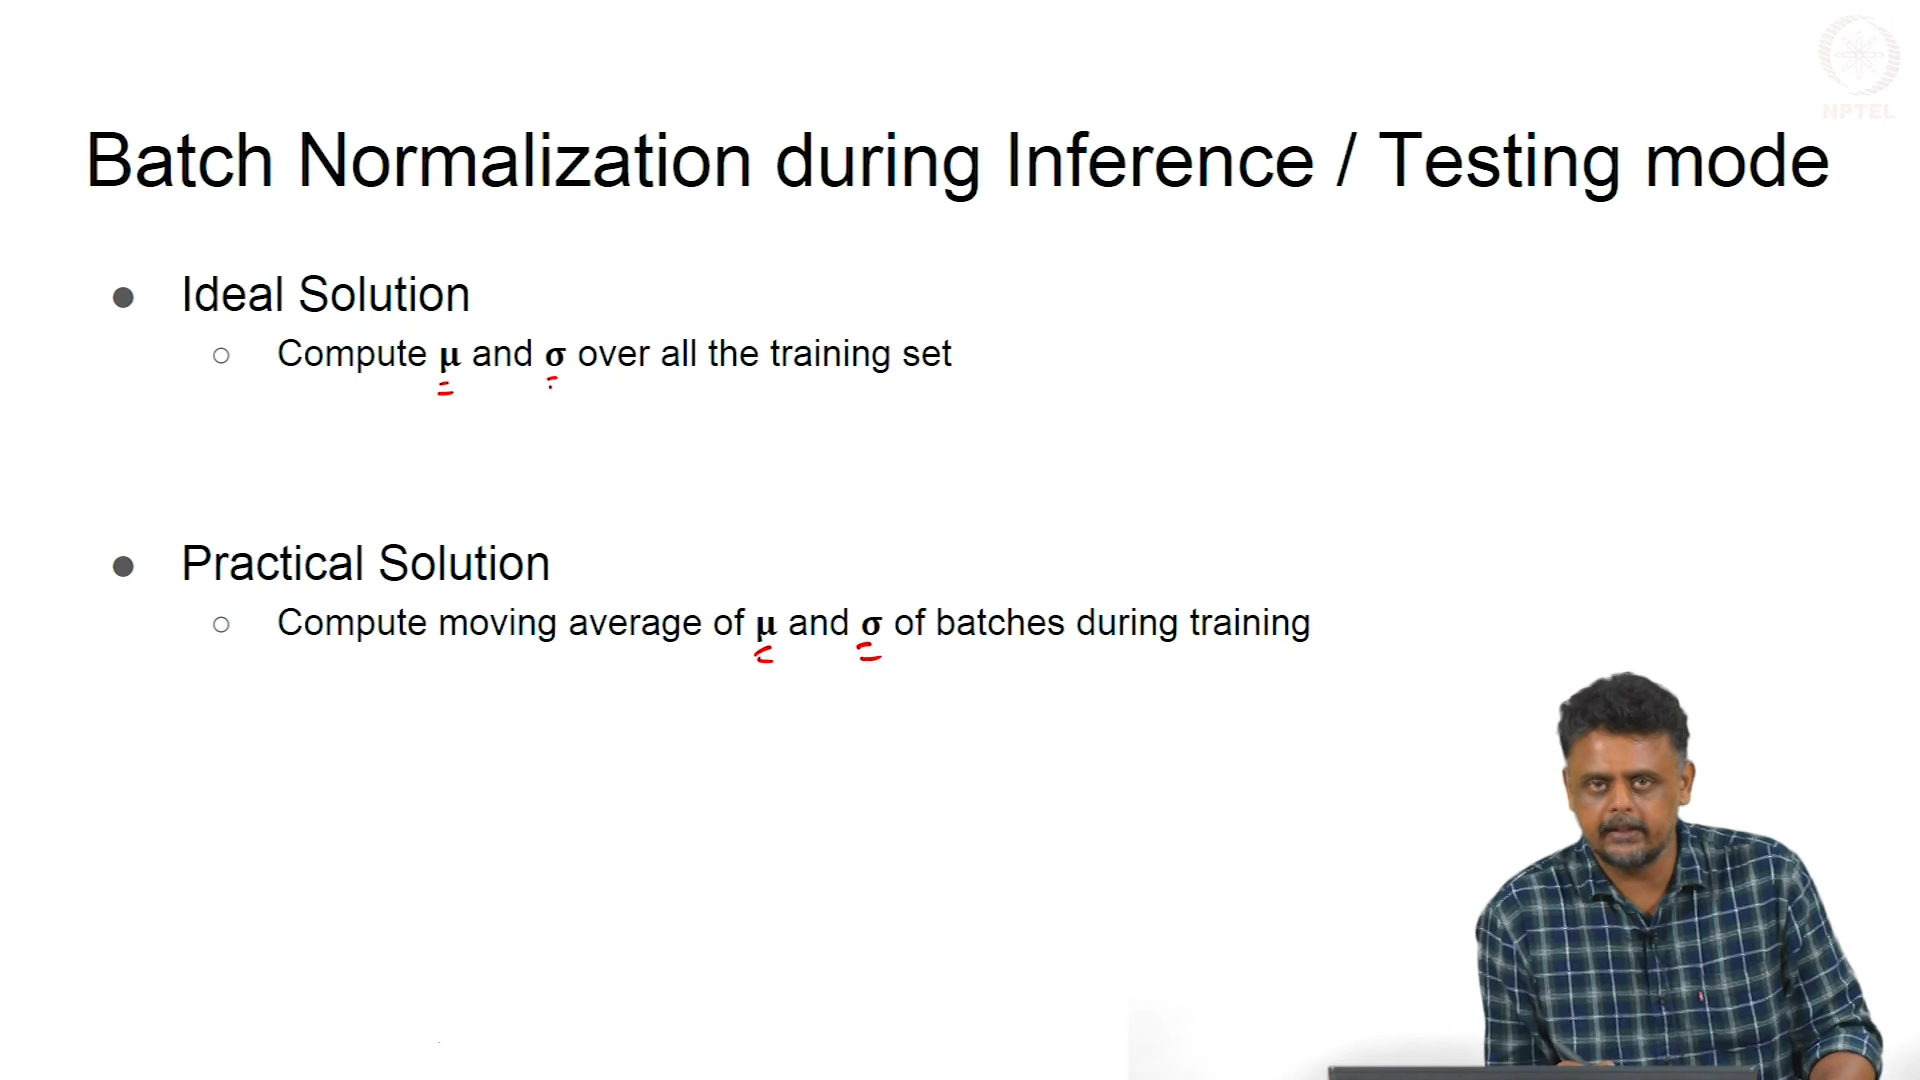 NPTEL
Batch Normalization during Inference / Testing mode
● Ideal Solution
○ Compute μ and σ over all the training set
● Practical Solution
○ Compute moving average of μ and σ of batches during training